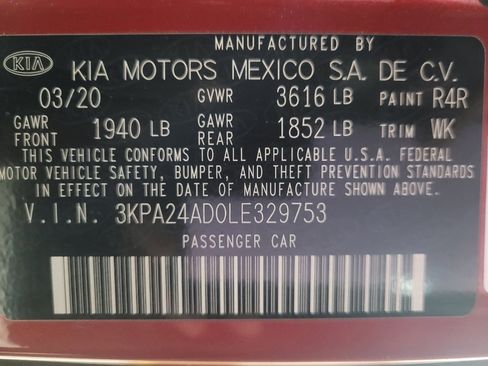 MANUFACTURED BY
KIA KIA MOTORS MEXICO S.A. DE C.V.
03/20 GVWR 3616 LB PAINT R4R
GAWR FRONT 1940 LB GAWR REAR 1852 LB TRIM WK
THIS VEHICLE CONFORMS TO ALL APPLICABLE U.S.A. FEDERAL
MOTOR VEHICLE SAFETY, BUMPER, AND THEFT PREVENTION STANDARDS
IN EFFECT ON THE DATE OF MANUFACTURE SHOWN ABOVE.
V.I.N. 3KPA24AD0LE329753
PASSENGER CAR